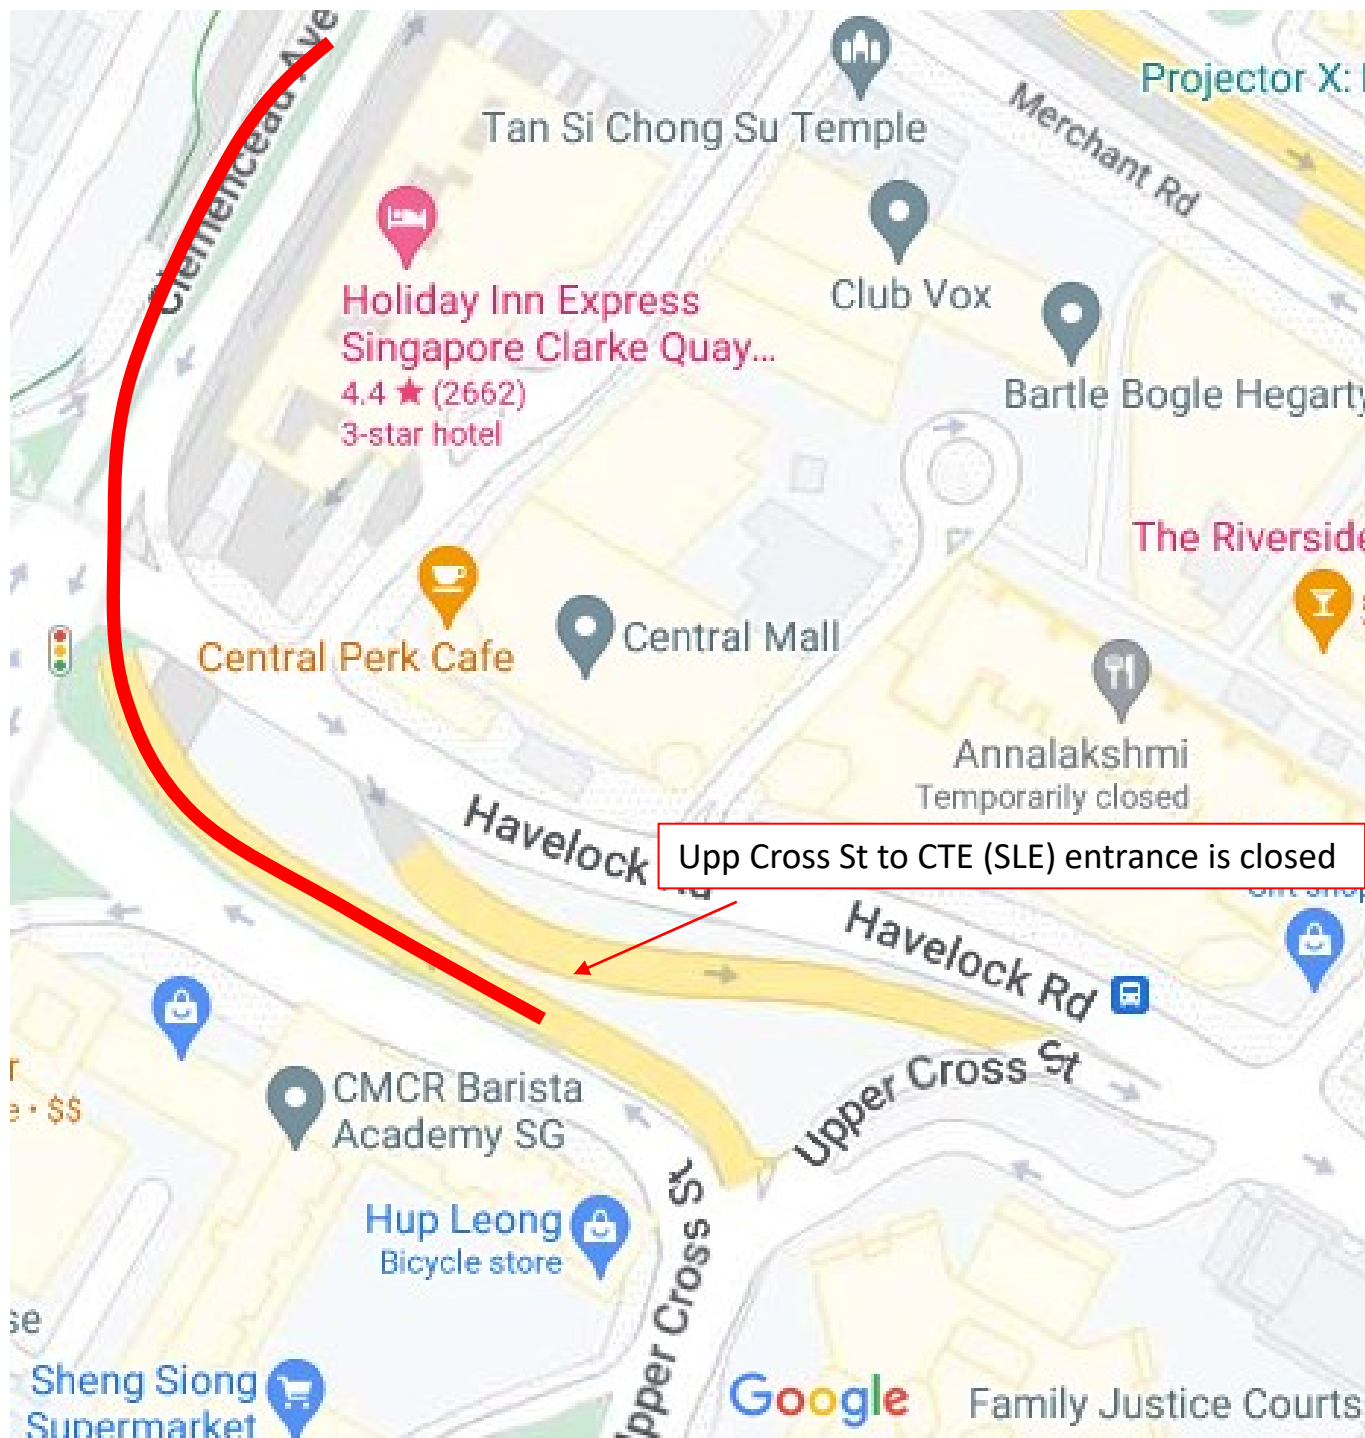 Clemenceau Ave
Projector X:
Merchant Rd
Tan Si Chong Su Temple
Club Vox
Holiday Inn Express
Singapore Clarke Quay...
4.4 ★ (2662)
3-star hotel
Bartle Bogle Hegarty
The Riverside
Central Perk Cafe
Central Mall
Annalakshmi
Temporarily closed
Havelock
Upp Cross St to CTE (SLE) entrance is closed
Havelock Rd
Upper Cross St
CMCR Barista
Academy SG
$$
Upper Cross St
Hup Leong
Bicycle store
Sheng Siong
Supermarket
Google
Family Justice Courts